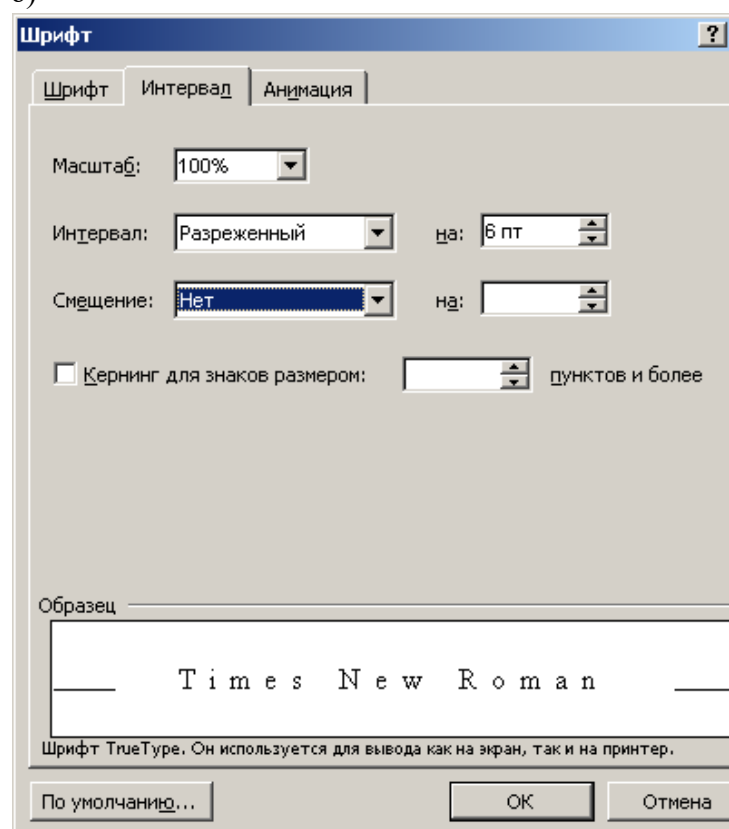 Шрифт ?
Шрифт Интервал Анимация
Масштаб: 100%
Интервал: Разреженный на: 6 пт
Смещение: Нет на:
Кернинг для знаков размером: пунктов и более
Образец
Times New Roman
Шрифт TrueType. Он используется для вывода как на экран, так и на принтер.
По умолчанию... ОК Отмена